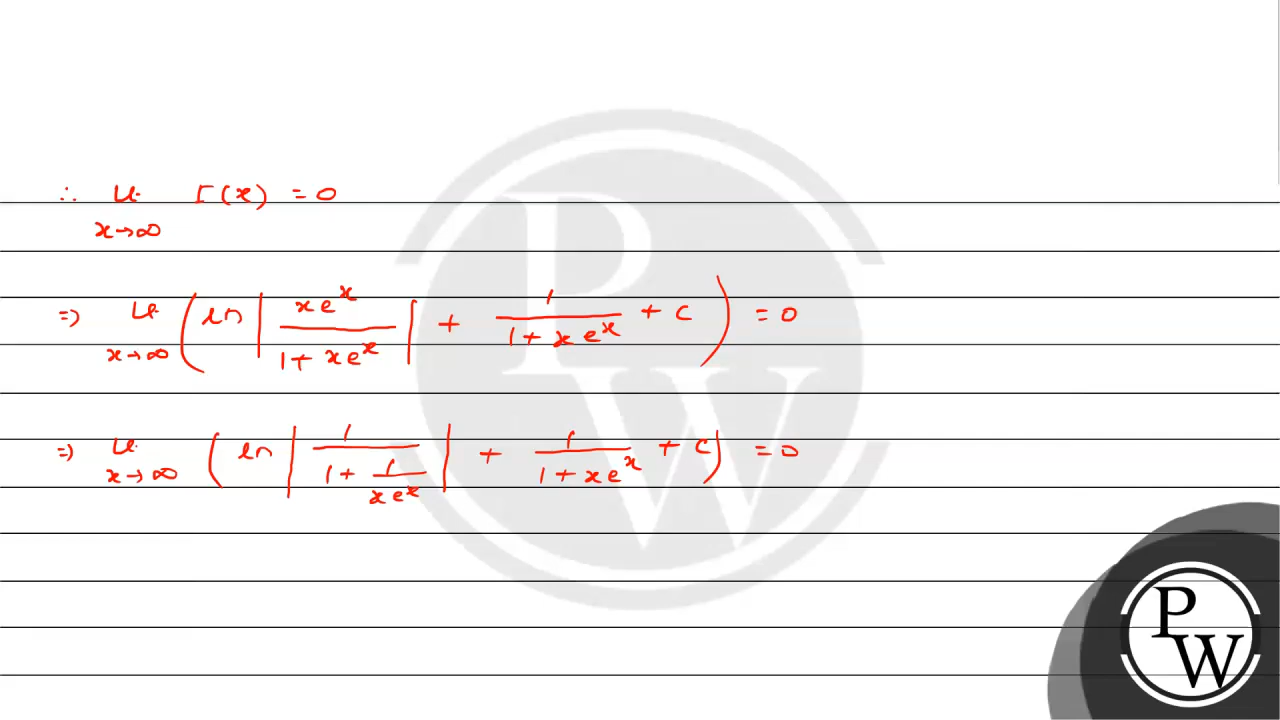 ∴ lt x→∞ I(x) = 0
⇒ lt x→∞ ( ln | xe^x / 1 + xe^x | + 1 / 1 + xe^x + C ) = 0
⇒ lt x→∞ ( ln | 1 / 1 + 1/xe^x | + 1 / 1 + xe^x + C ) = 0
PW
PW